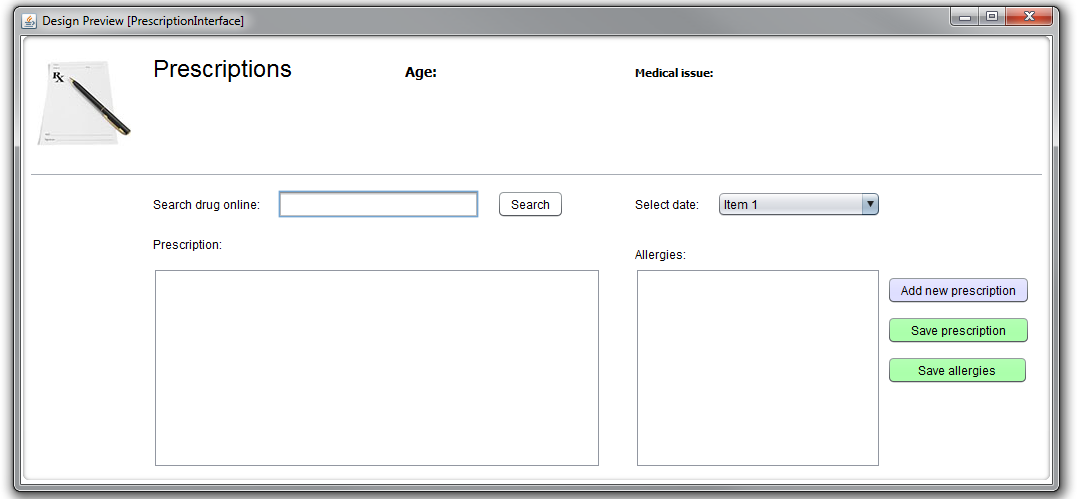 Design Preview [PrescriptionInterface]
Rx
Prescriptions
Age:
Medical issue:
Search drug online:
Search
Select date:
Item 1
Prescription:
Allergies:
Add new prescription
Save prescription
Save allergies